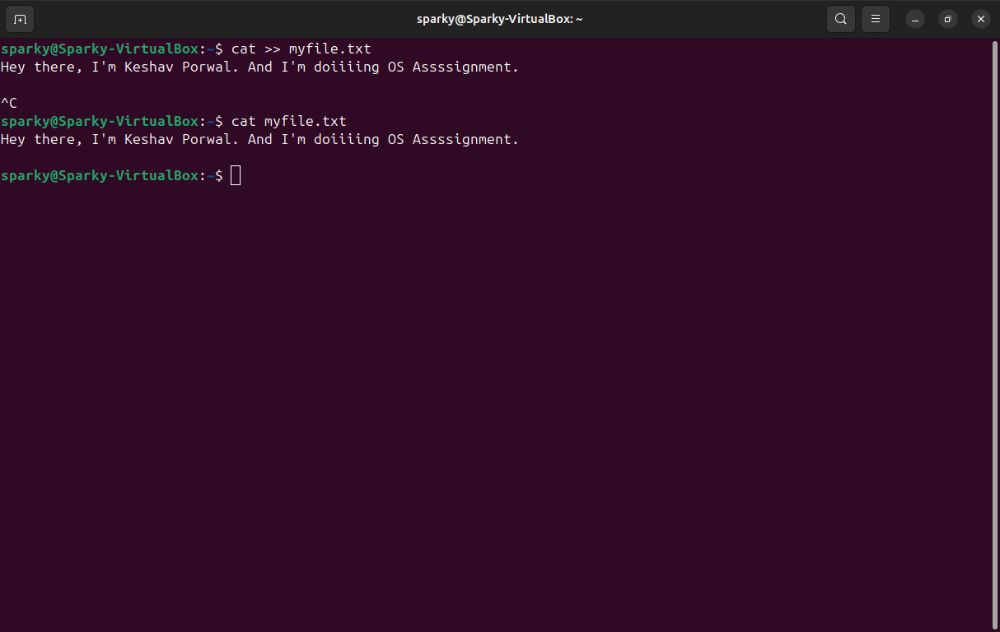 sparky@Sparky-VirtualBox: ~
sparky@Sparky-VirtualBox:~$ cat >> myfile.txt
Hey there, I'm Keshav Porwal. And I'm doiiiing OS Assssignment.
^C
sparky@Sparky-VirtualBox:~$ cat myfile.txt
Hey there, I'm Keshav Porwal. And I'm doiiiing OS Assssignment.
sparky@Sparky-VirtualBox:~$